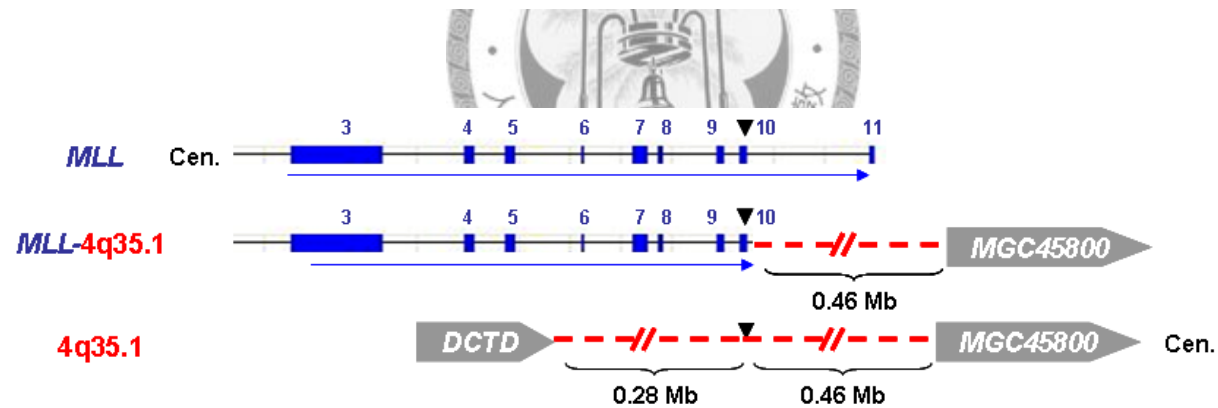 3 4 5 6 7 8 9 10 11
MLL Cen.
3 4 5 6 7 8 9 10
MLL-4q35.1 MGC45800
0.46 Mb
4q35.1 DCTD MGC45800 Cen.
0.28 Mb 0.46 Mb